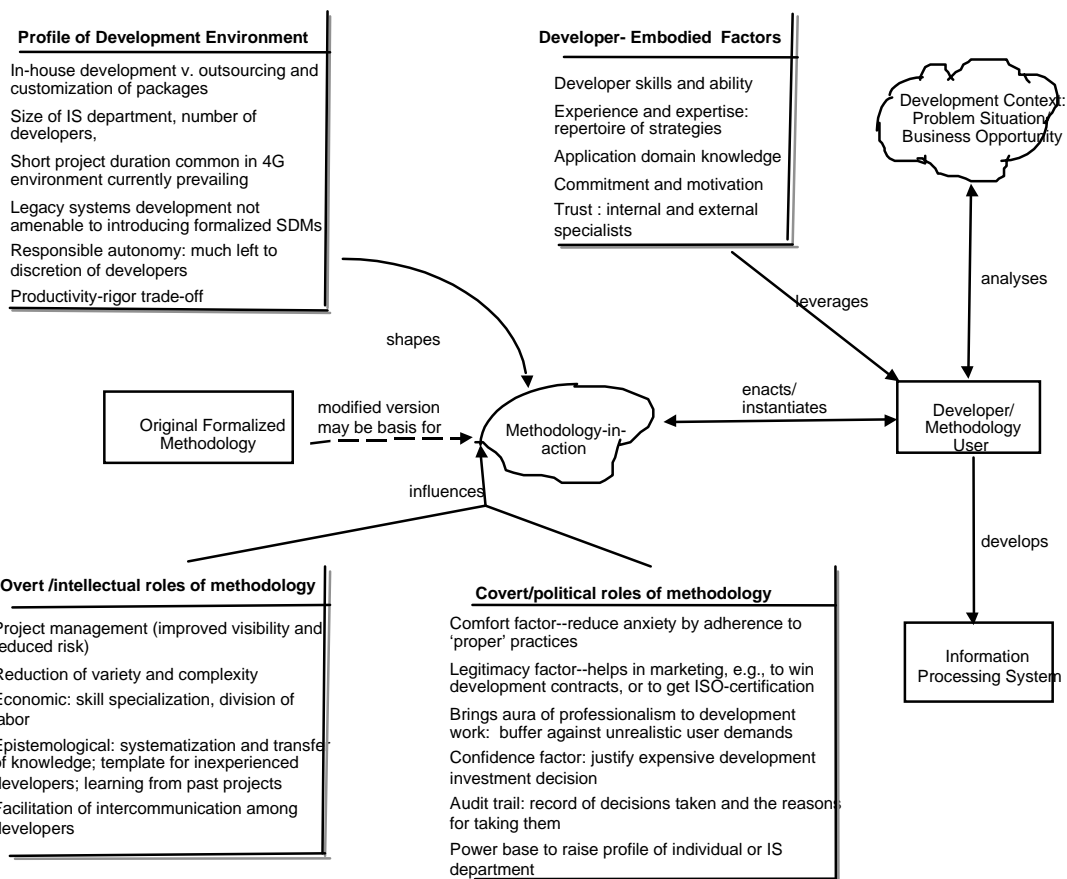 Profile of Development Environment
In-house development v. outsourcing and
customization of packages
Size of IS department, number of
developers,
Short project duration common in 4G
environment currently prevailing
Legacy systems development not
amenable to introducing formalized SDMs
Responsible autonomy: much left to
discretion of developers
Productivity-rigor trade-off
Developer- Embodied Factors
Developer skills and ability
Experience and expertise:
repertoire of strategies
Application domain knowledge
Commitment and motivation
Trust : internal and external
specialists
Development Context:
Problem Situation/
Business Opportunity
analyses
leverages
shapes
enacts/
instantiates
Original Formalized
Methodology
modified version
may be basis for
Methodology-in-
action
Developer/
Methodology
User
influences
develops
Overt /intellectual roles of methodology
Project management (improved visibility and
reduced risk)
Reduction of variety and complexity
Economic: skill specialization, division of
labor
Epistemological: systematization and transfer
of knowledge; template for inexperienced
developers; learning from past projects
Facilitation of intercommunication among
developers
Covert/political roles of methodology
Comfort factor--reduce anxiety by adherence to
‘proper’ practices
Legitimacy factor--helps in marketing, e.g., to win
development contracts, or to get ISO-certification
Brings aura of professionalism to development
work: buffer against unrealistic user demands
Confidence factor: justify expensive development
investment decision
Audit trail: record of decisions taken and the reasons
for taking them
Power base to raise profile of individual or IS
department
Information
Processing System